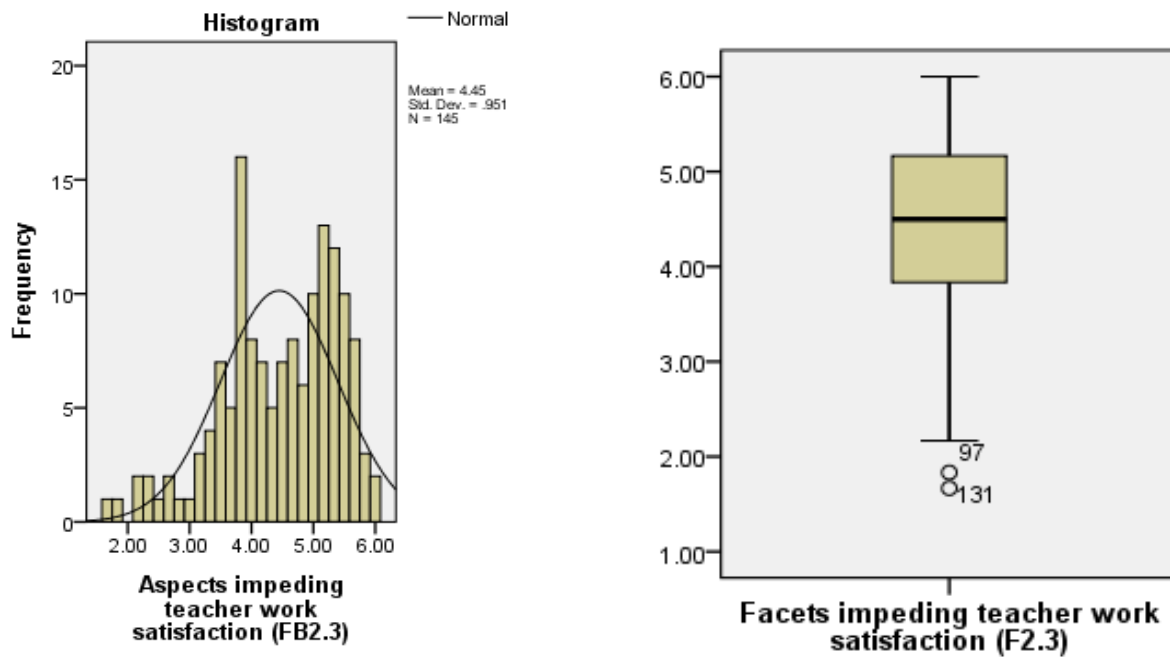 Histogram
Normal
Mean = 4.45
Std. Dev. = .951
N = 145
Frequency
20
15
10
5
0
2.00 3.00 4.00 5.00 6.00
Aspects impeding
teacher work
satisfaction (FB2.3)
6.00
5.00
4.00
3.00
2.00
1.00
97
131
Facets impeding teacher work
satisfaction (F2.3)